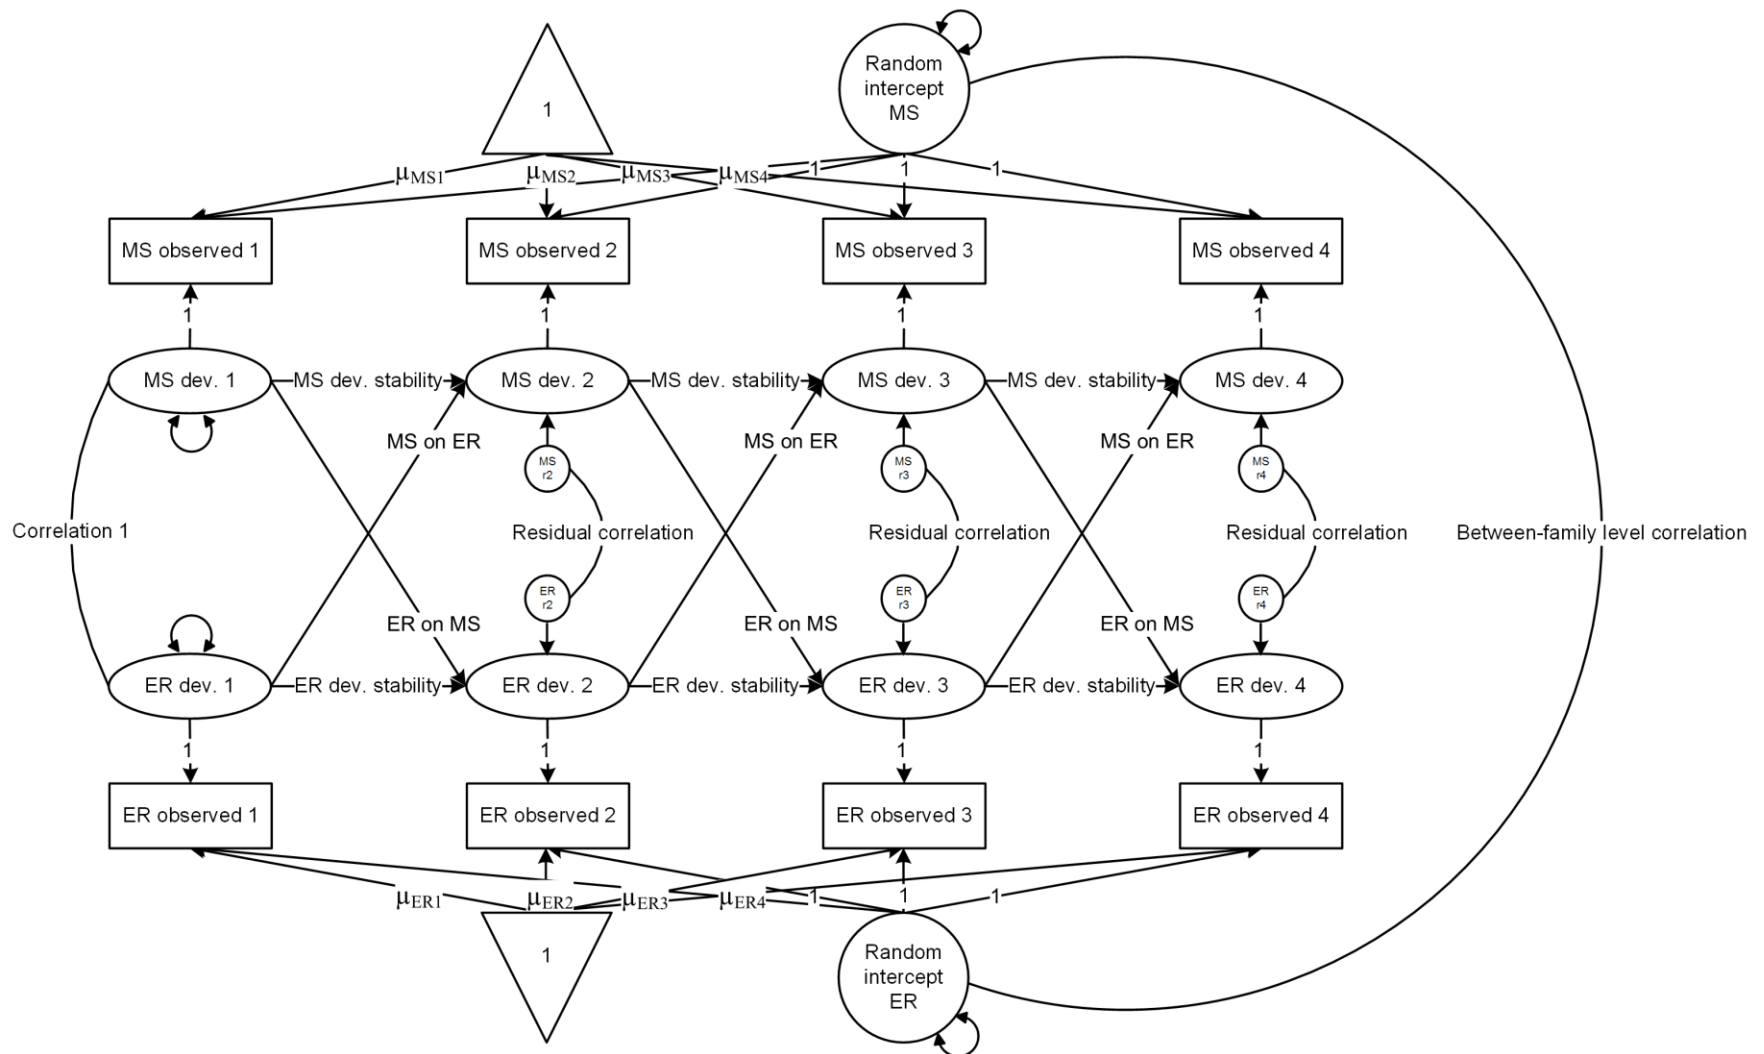 1
Random
intercept
MS
μMS1
μMS2
μMS3
μMS4
1
1
1
MS observed 1
MS observed 2
MS observed 3
MS observed 4
1
1
1
1
MS dev. 1
MS dev. stability
MS dev. 2
MS dev. stability
MS dev. 3
MS dev. stability
MS dev. 4
MS on ER
MS on ER
MS on ER
MS
r2
MS
r3
MS
r4
Correlation 1
Residual correlation
Residual correlation
Residual correlation
Between-family level correlation
ER
r2
ER
r3
ER
r4
ER on MS
ER on MS
ER on MS
ER dev. 1
ER dev. stability
ER dev. 2
ER dev. stability
ER dev. 3
ER dev. stability
ER dev. 4
1
1
1
1
ER observed 1
ER observed 2
ER observed 3
ER observed 4
μER1
μER2
μER3
μER4
1
1
1
1
Random
intercept
ER